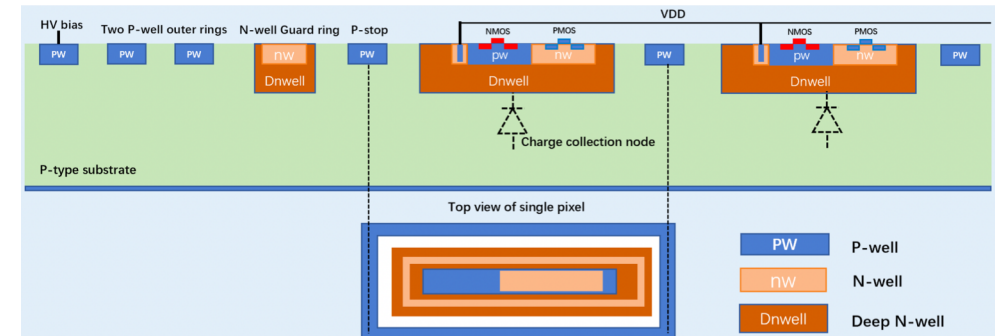 VDD
HV bias
Two P-well outer rings
N-well Guard ring
P-stop
NMOS
PMOS
NMOS
PMOS
PW
PW
PW
nw
PW
pw
nw
PW
pw
nw
PW
Dnwell
Dnwell
Dnwell
Charge collection node
P-type substrate
Top view of single pixel
PW
P-well
nw
N-well
Dnwell
Deep N-well